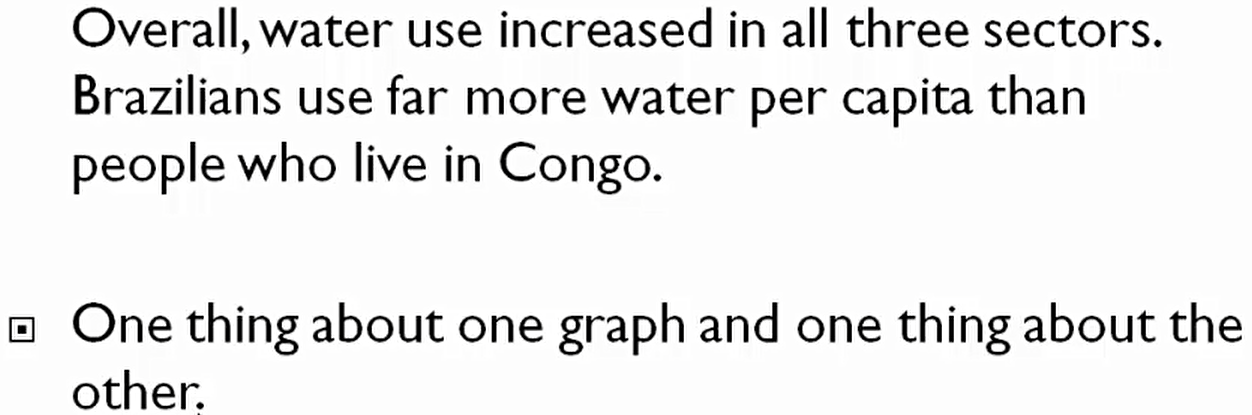 Overall, water use increased in all three sectors.
Brazilians use far more water per capita than
people who live in Congo.
One thing about one graph and one thing about the
other.